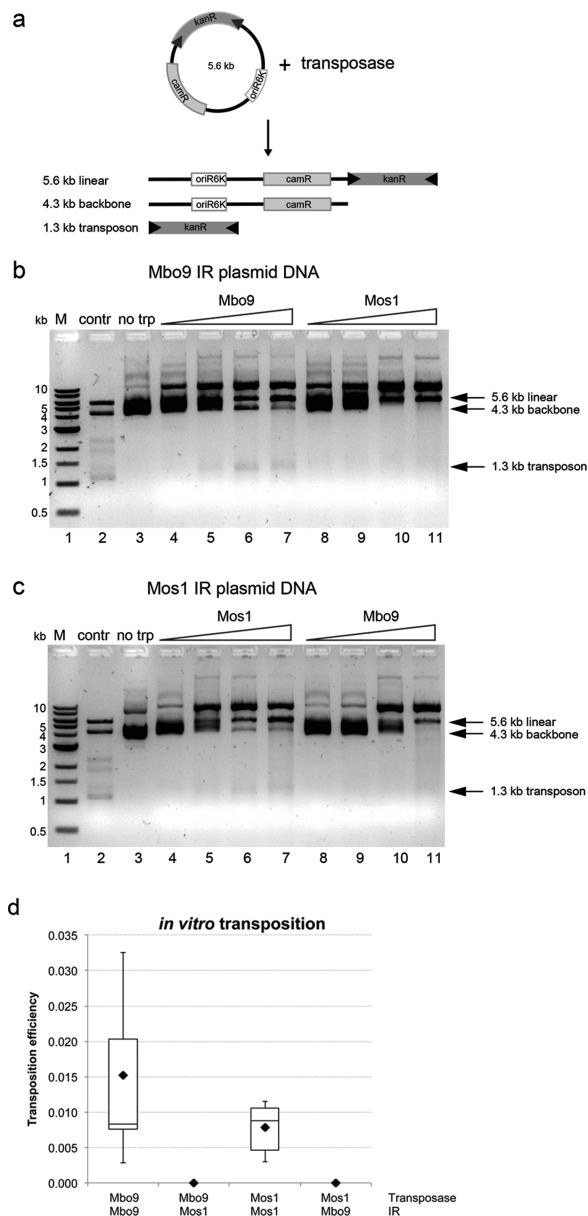 a
kanR
5.6 kb
camR
oriR6K
+ transposase
5.6 kb linear
oriR6K
camR
kanR
4.3 kb backbone
oriR6K
camR
1.3 kb transposon
kanR
b
Mbo9 IR plasmid DNA
Mbo9
Mos1
kb M contr no trp
10
5
4
3
2
1.5
1
0.5
5.6 kb linear
4.3 kb backbone
1.3 kb transposon
1 2 3 4 5 6 7 8 9 10 11
c
Mos1 IR plasmid DNA
Mos1
Mbo9
kb M contr no trp
10
5
4
3
2
1.5
1
0.5
5.6 kb linear
4.3 kb backbone
1.3 kb transposon
1 2 3 4 5 6 7 8 9 10 11
d
in vitro transposition
Transposition efficiency
0.035
0.030
0.025
0.020
0.015
0.010
0.005
0.000
Mbo9 Mbo9 Mos1 Mos1 Transposase
Mbo9 Mos1 Mos1 Mbo9 IR